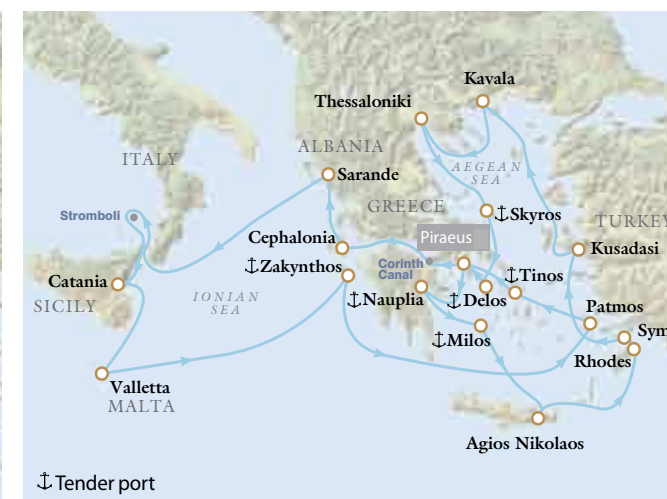 Kavala
Thessaloniki
ITALY
ALBANIA
AEGEAN
SEA
Sarande
GREECE
Skyros
TURKEY
Stromboli
Piraeus
Cephalonia
Kusadasi
Zakynthos
Corinth
Canal
Tinos
Catania
IONIAN
SEA
Nauplia
Delos
Patmos
SICILY
Sym
Milos
Rhodes
Valletta
MALTA
Agios Nikolaos
Tender port